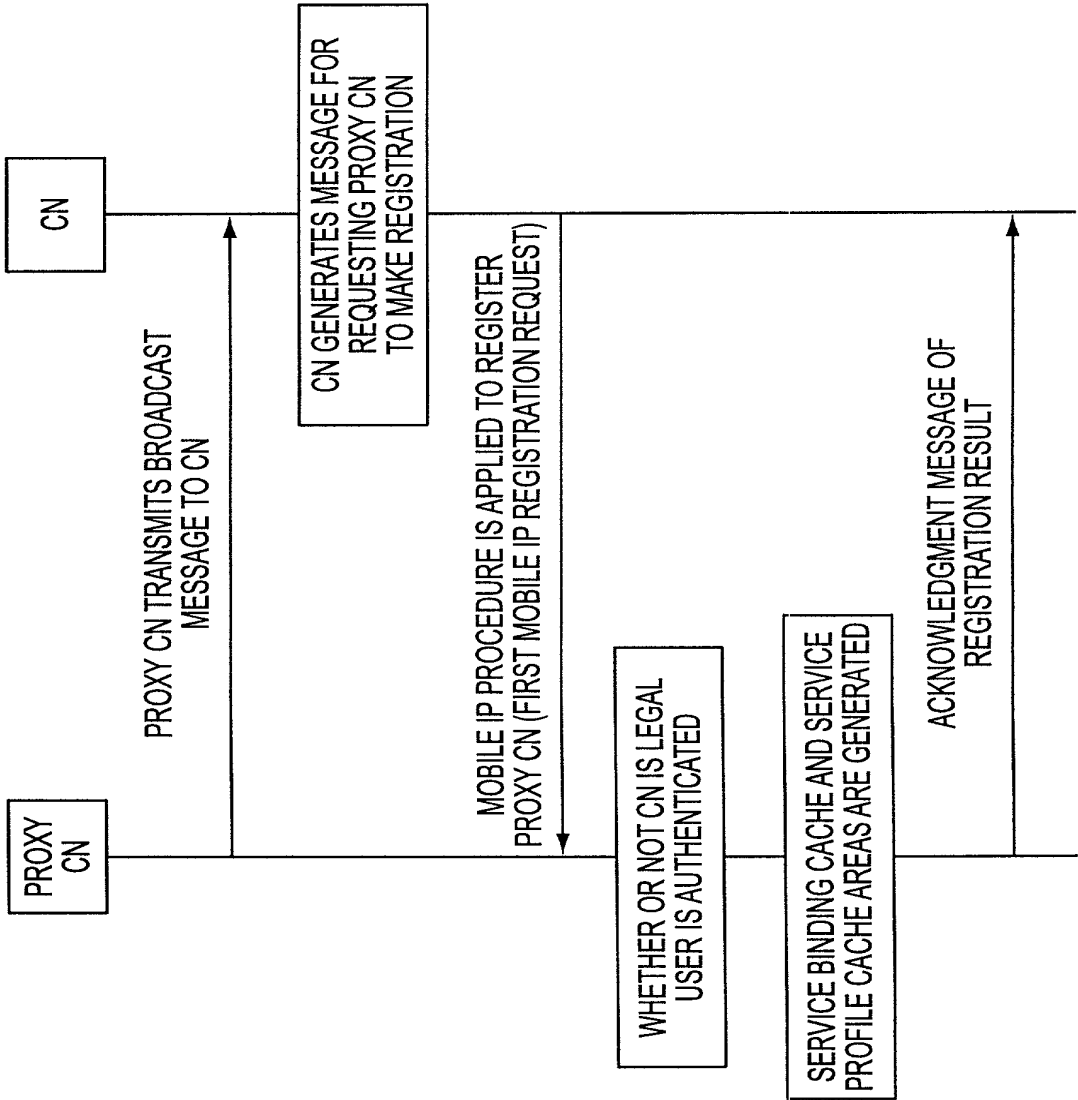 PROXY
CN
CN
PROXY CN TRANSMITS BROADCAST
MESSAGE TO CN
CN GENERATES MESSAGE FOR
REQUESTING PROXY CN
TO MAKE REGISTRATION
MOBILE IP PROCEDURE IS APPLIED TO REGISTER
PROXY CN (FIRST MOBILE IP REGISTRATION REQUEST)
WHETHER OR NOT CN IS LEGAL
USER IS AUTHENTICATED
SERVICE BINDING CACHE AND SERVICE
PROFILE CACHE AREAS ARE GENERATED
ACKNOWLEDGMENT MESSAGE OF
REGISTRATION RESULT